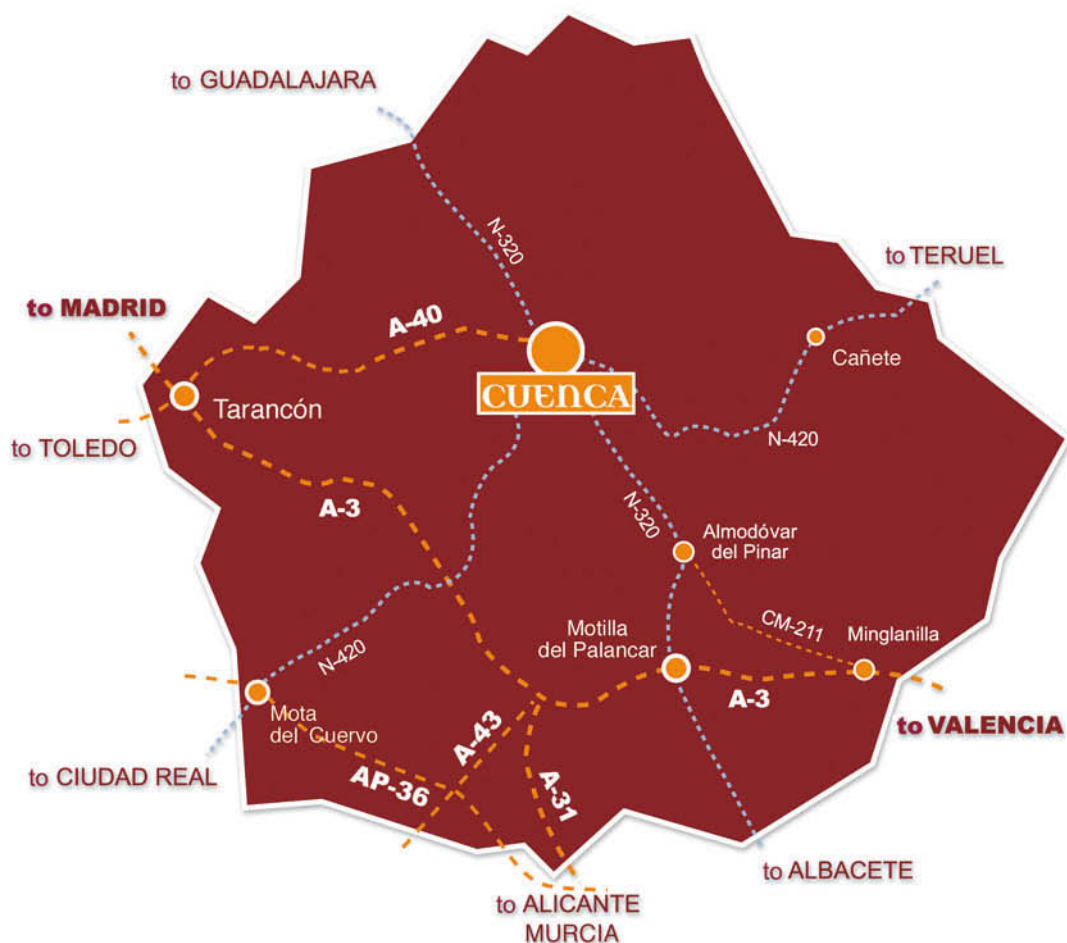 to GUADALAJARA
N-320
to TERUEL
to MADRID
A-40
Cañete
CUENCA
Tarancón
to TOLEDO
N-420
A-3
N-320
Almodóvar
del Pinar
CM-211
Minglanilla
Motilla
del Palancar
N-420
A-3
Mota
del Cuervo
A-43
to VALENCIA
to CIUDAD REAL
AP-36
A-31
to ALBACETE
to ALICANTE
MURCIA